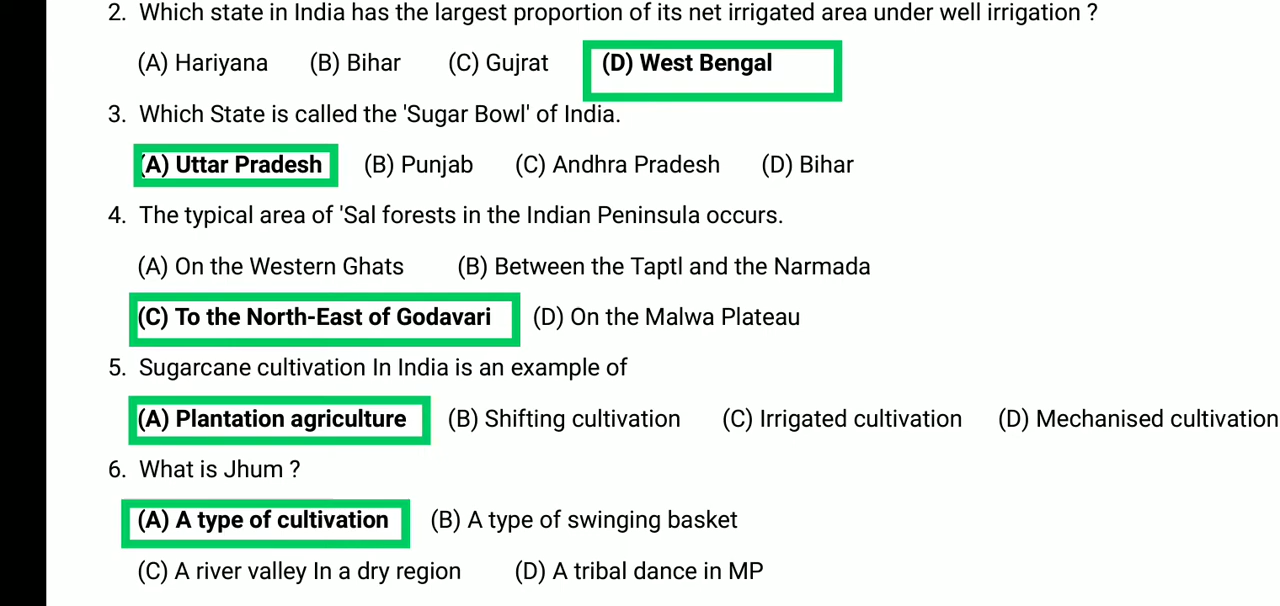 2. Which state in India has the largest proportion of its net irrigated area under well irrigation ?
(A) Hariyana (B) Bihar (C) Gujrat (D) West Bengal
3. Which State is called the 'Sugar Bowl' of India.
(A) Uttar Pradesh (B) Punjab (C) Andhra Pradesh (D) Bihar
4. The typical area of 'Sal forests in the Indian Peninsula occurs.
(A) On the Western Ghats (B) Between the Taptl and the Narmada
(C) To the North-East of Godavari (D) On the Malwa Plateau
5. Sugarcane cultivation In India is an example of
(A) Plantation agriculture (B) Shifting cultivation (C) Irrigated cultivation (D) Mechanised cultivation
6. What is Jhum ?
(A) A type of cultivation (B) A type of swinging basket
(C) A river valley In a dry region (D) A tribal dance in MP